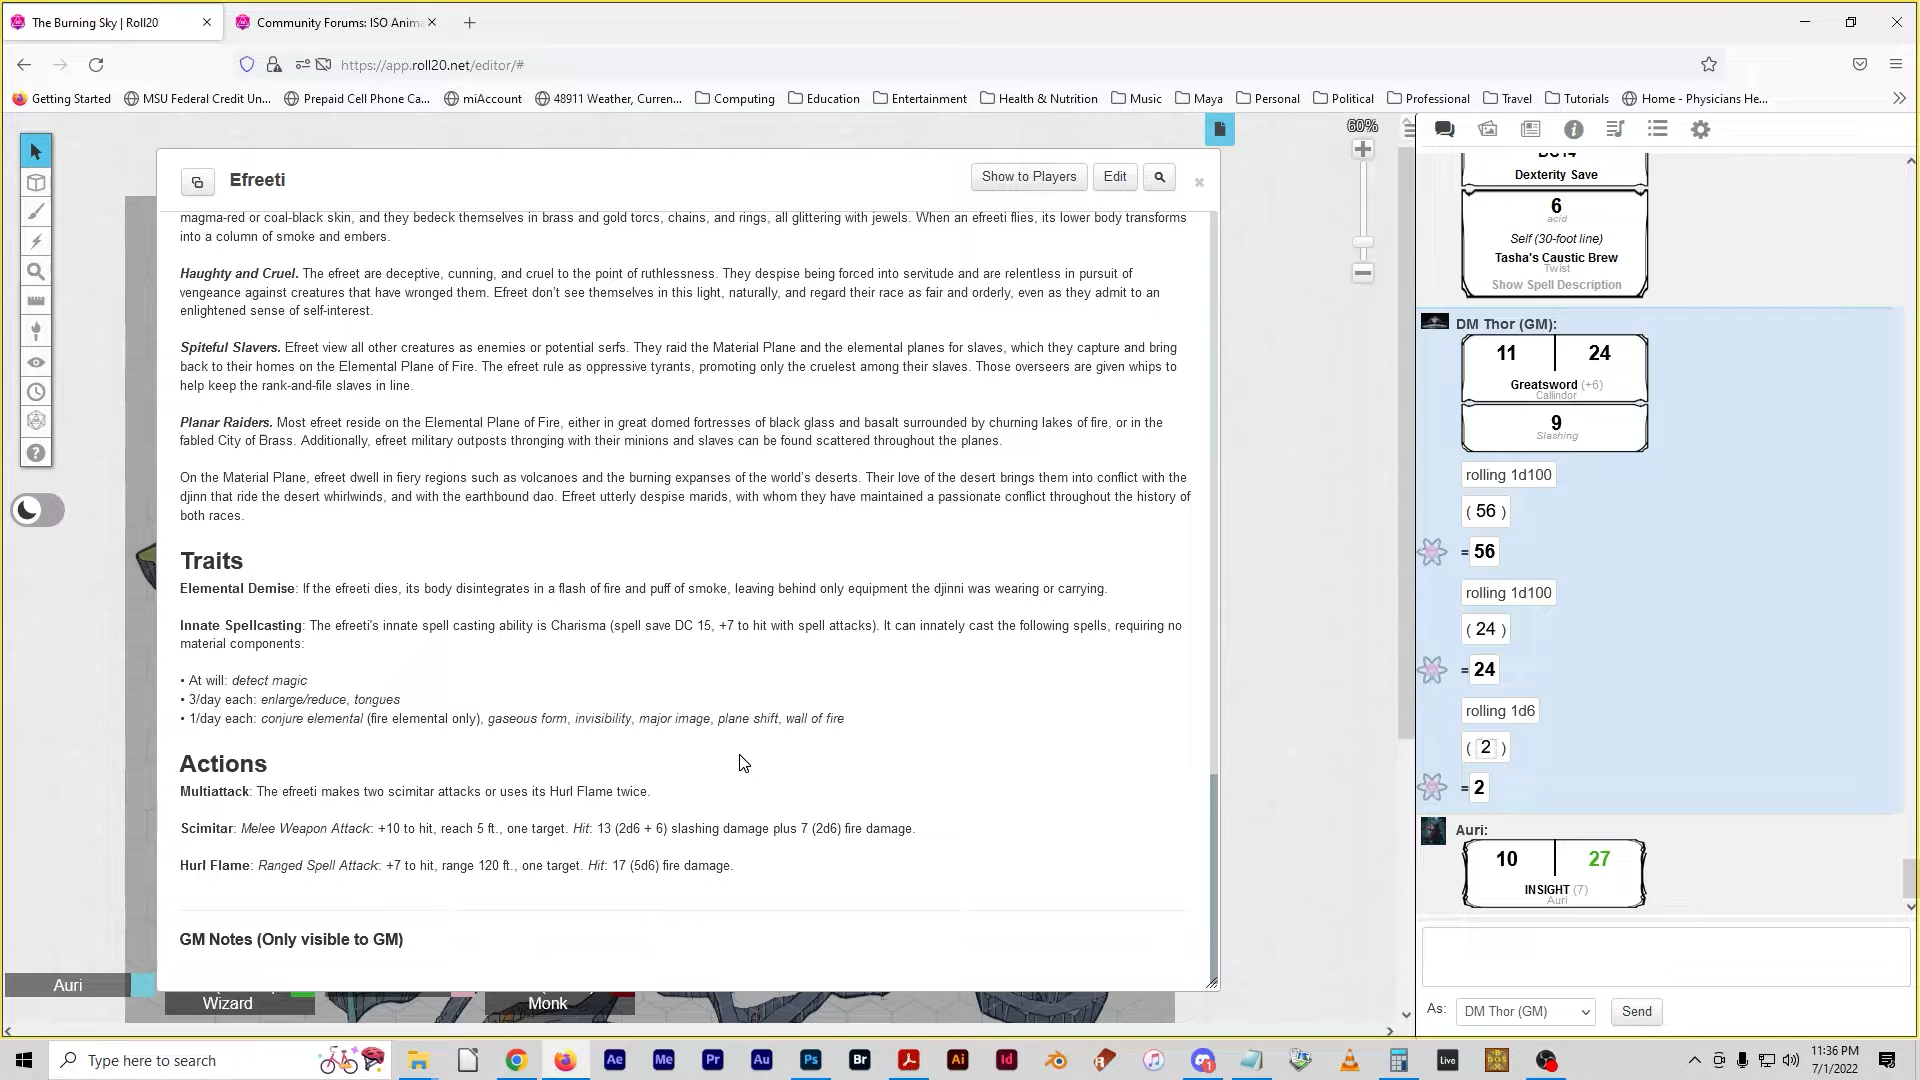 The Burning Sky | Roll20
Community Forums: ISO Anima
https://app.roll20.net/editor/#
Getting Started
MSU Federal Credit Un...
Prepaid Cell Phone Ca...
miAccount
48911 Weather, Curren...
Computing
Education
Entertainment
Health & Nutrition
Music
Maya
Personal
Political
Professional
Travel
Tutorials
Home - Physicians He...
60%
Efreeti
Show to Players
Edit
magma-red or coal-black skin, and they bedeck themselves in brass and gold torcs, chains, and rings, all glittering with jewels. When an efreeti flies, its lower body transforms
into a column of smoke and embers.
Haughty and Cruel. The efreet are deceptive, cunning, and cruel to the point of ruthlessness. They despise being forced into servitude and are relentless in pursuit of
vengeance against creatures that have wronged them. Efreet don't see themselves in this light, naturally, and regard their race as fair and orderly, even as they admit to an
enlightened sense of self-interest.
Spiteful Slavers. Efreet view all other creatures as enemies or potential serfs. They raid the Material Plane and the elemental planes for slaves, which they capture and bring
back to their homes on the Elemental Plane of Fire. The efreet rule as oppressive tyrants, promoting only the cruelest among their slaves. Those overseers are given whips to
help keep the rank-and-file slaves in line.
Planar Raiders. Most efreet reside on the Elemental Plane of Fire, either in great domed fortresses of black glass and basalt surrounded by churning lakes of fire, or in the
fabled City of Brass. Additionally, efreet military outposts thronging with their minions and slaves can be found scattered throughout the planes.
On the Material Plane, efreet dwell in fiery regions such as volcanoes and the burning expanses of the world's deserts. Their love of the desert brings them into conflict with the
djinn that ride the desert whirlwinds, and with the earthbound dao. Efreet utterly despise marids, with whom they have maintained a passionate conflict throughout the history of
both races.
Traits
Elemental Demise: If the efreeti dies, its body disintegrates in a flash of fire and puff of smoke, leaving behind only equipment the djinni was wearing or carrying.
Innate Spellcasting: The efreeti's innate spell casting ability is Charisma (spell save DC 15, +7 to hit with spell attacks). It can innately cast the following spells, requiring no
material components:
• At will: detect magic
• 3/day each: enlarge/reduce, tongues
• 1/day each: conjure elemental (fire elemental only), gaseous form, invisibility, major image, plane shift, wall of fire
Actions
Multiattack: The efreeti makes two scimitar attacks or uses its Hurl Flame twice.
Scimitar: Melee Weapon Attack: +10 to hit, reach 5 ft., one target. Hit: 13 (2d6 + 6) slashing damage plus 7 (2d6) fire damage.
Hurl Flame: Ranged Spell Attack: +7 to hit, range 120 ft., one target. Hit: 17 (5d6) fire damage.
GM Notes (Only visible to GM)
Auri
Wizard
Monk
DC14
Dexterity Save
6
acid
Self (30-foot line)
Tasha's Caustic Brew
Twist
Show Spell Description
DM Thor (GM):
11 24
Greatsword (+6)
Callindor
9
Slashing
rolling 1d100
( 56 )
= 56
rolling 1d100
( 24 )
= 24
rolling 1d6
( 2 )
= 2
Auri:
10 27
INSIGHT (7)
Auri
As:
DM Thor (GM)
Send
Type here to search
Ae
Me
Pr
Au
Ps
Br
Ai
Id
1
Live
DOS
11:36 PM
7/1/2022